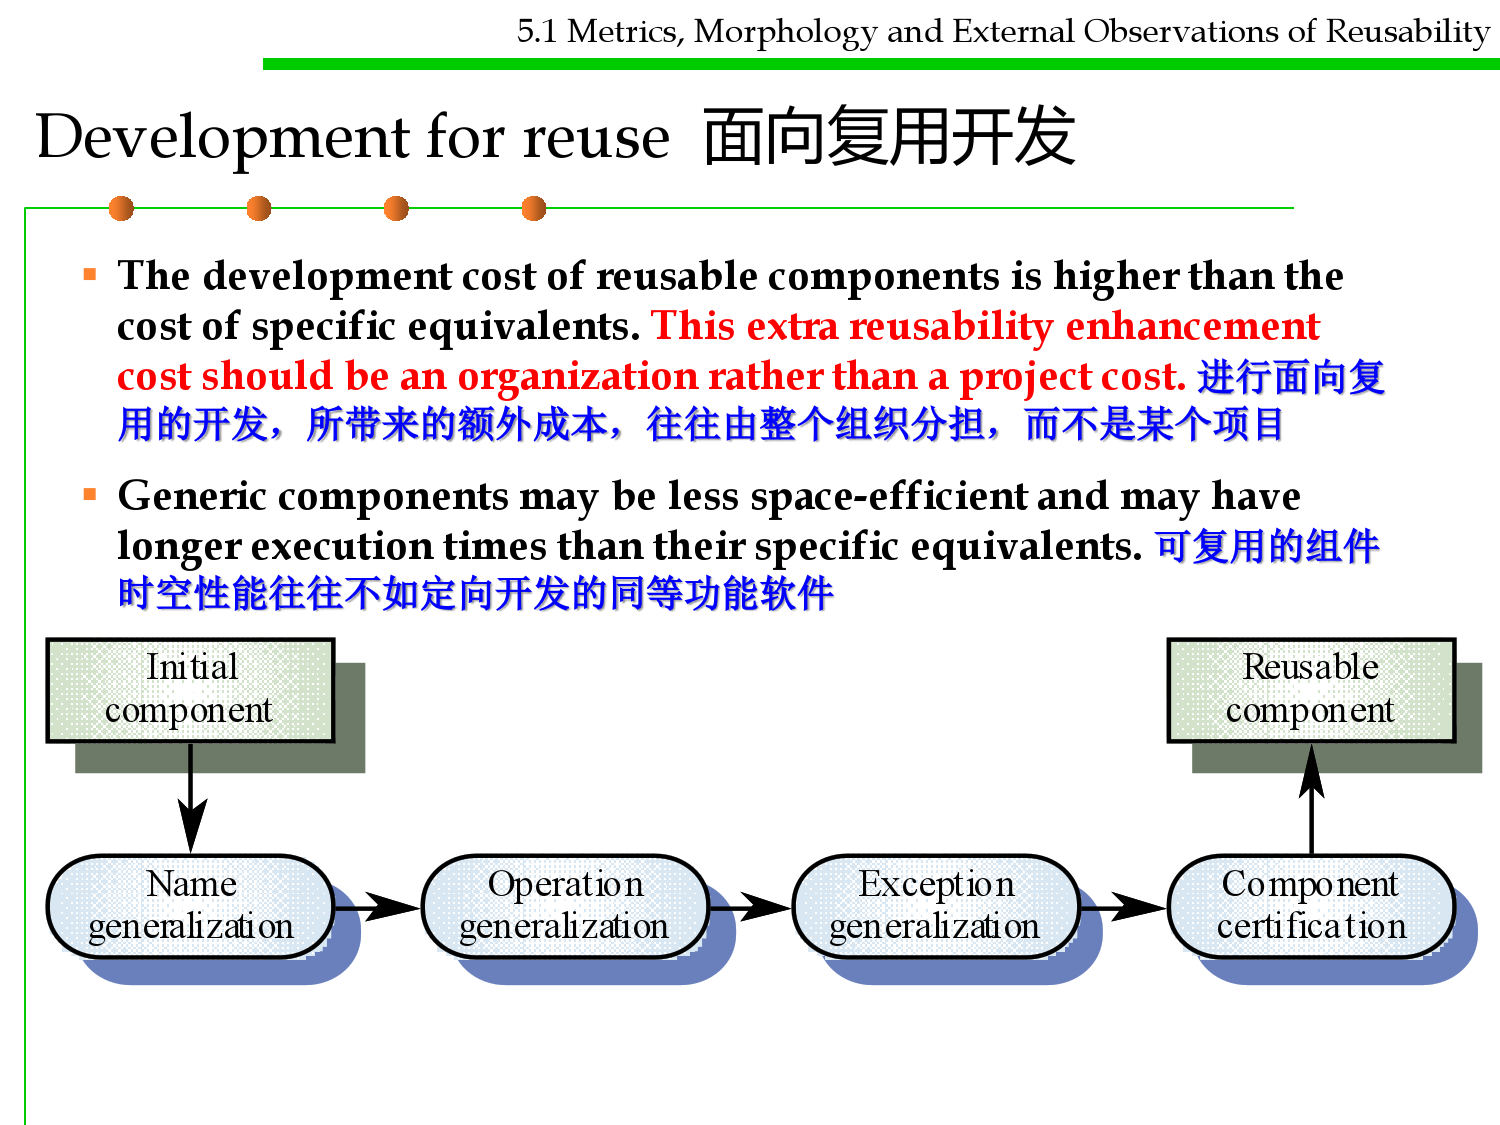 5.1 Metrics, Morphology and External Observations of Reusability
Development for reuse 面向复用开发
The development cost of reusable components is higher than the
cost of specific equivalents. This extra reusability enhancement
cost should be an organization rather than a project cost. 进行面向复
用的开发，所带来的额外成本，往往由整个组织分担，而不是某个项目
Generic components may be less space-efficient and may have
longer execution times than their specific equivalents. 可复用的组件
时空性能往往不如定向开发的同等功能软件
Initial
component
Reusable
component
Name
generalization
Operation
generalization
Exception
generalization
Component
certification